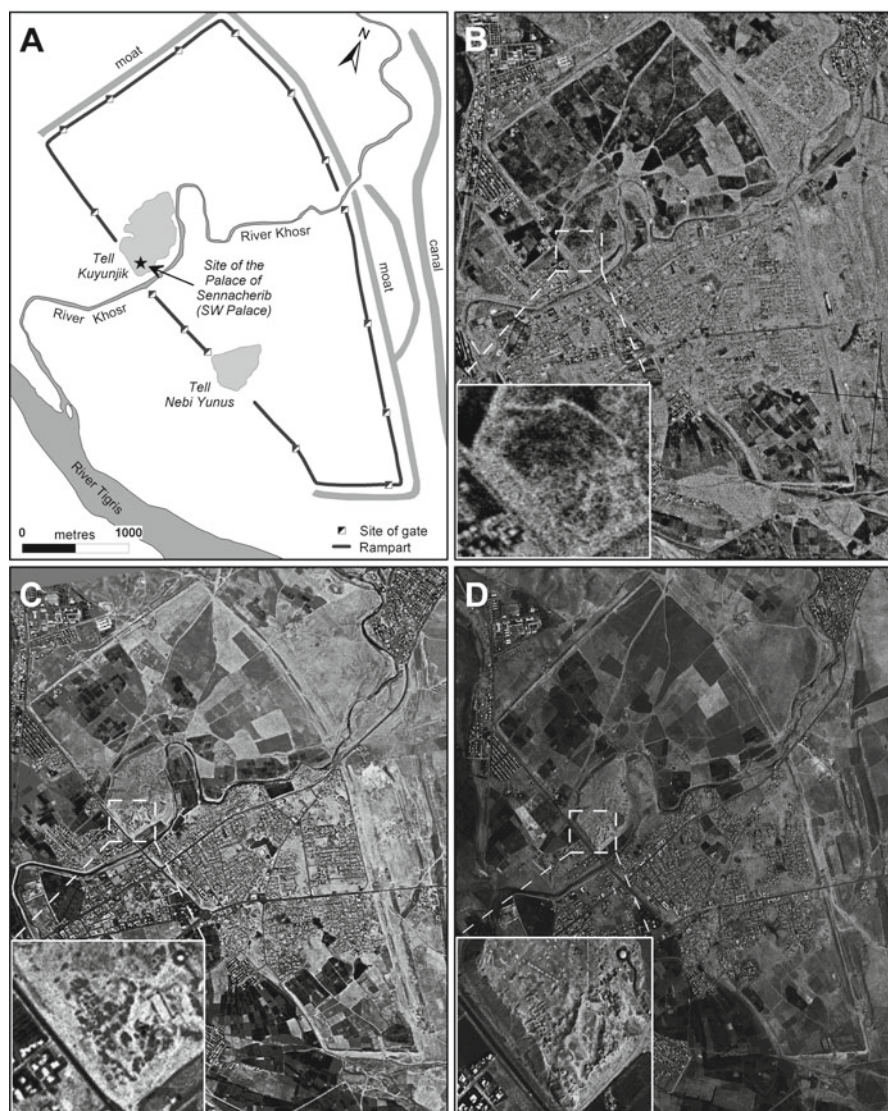 A
N
moat
River Khosr
Tell
Kuyunjik
Site of the
Palace of
Sennacherib
(SW Palace)
River Khosr
moat
canal
Tell
Nebi Yunus
River Tigris
0 metres 1000
Site of gate
Rampart
B
C
D